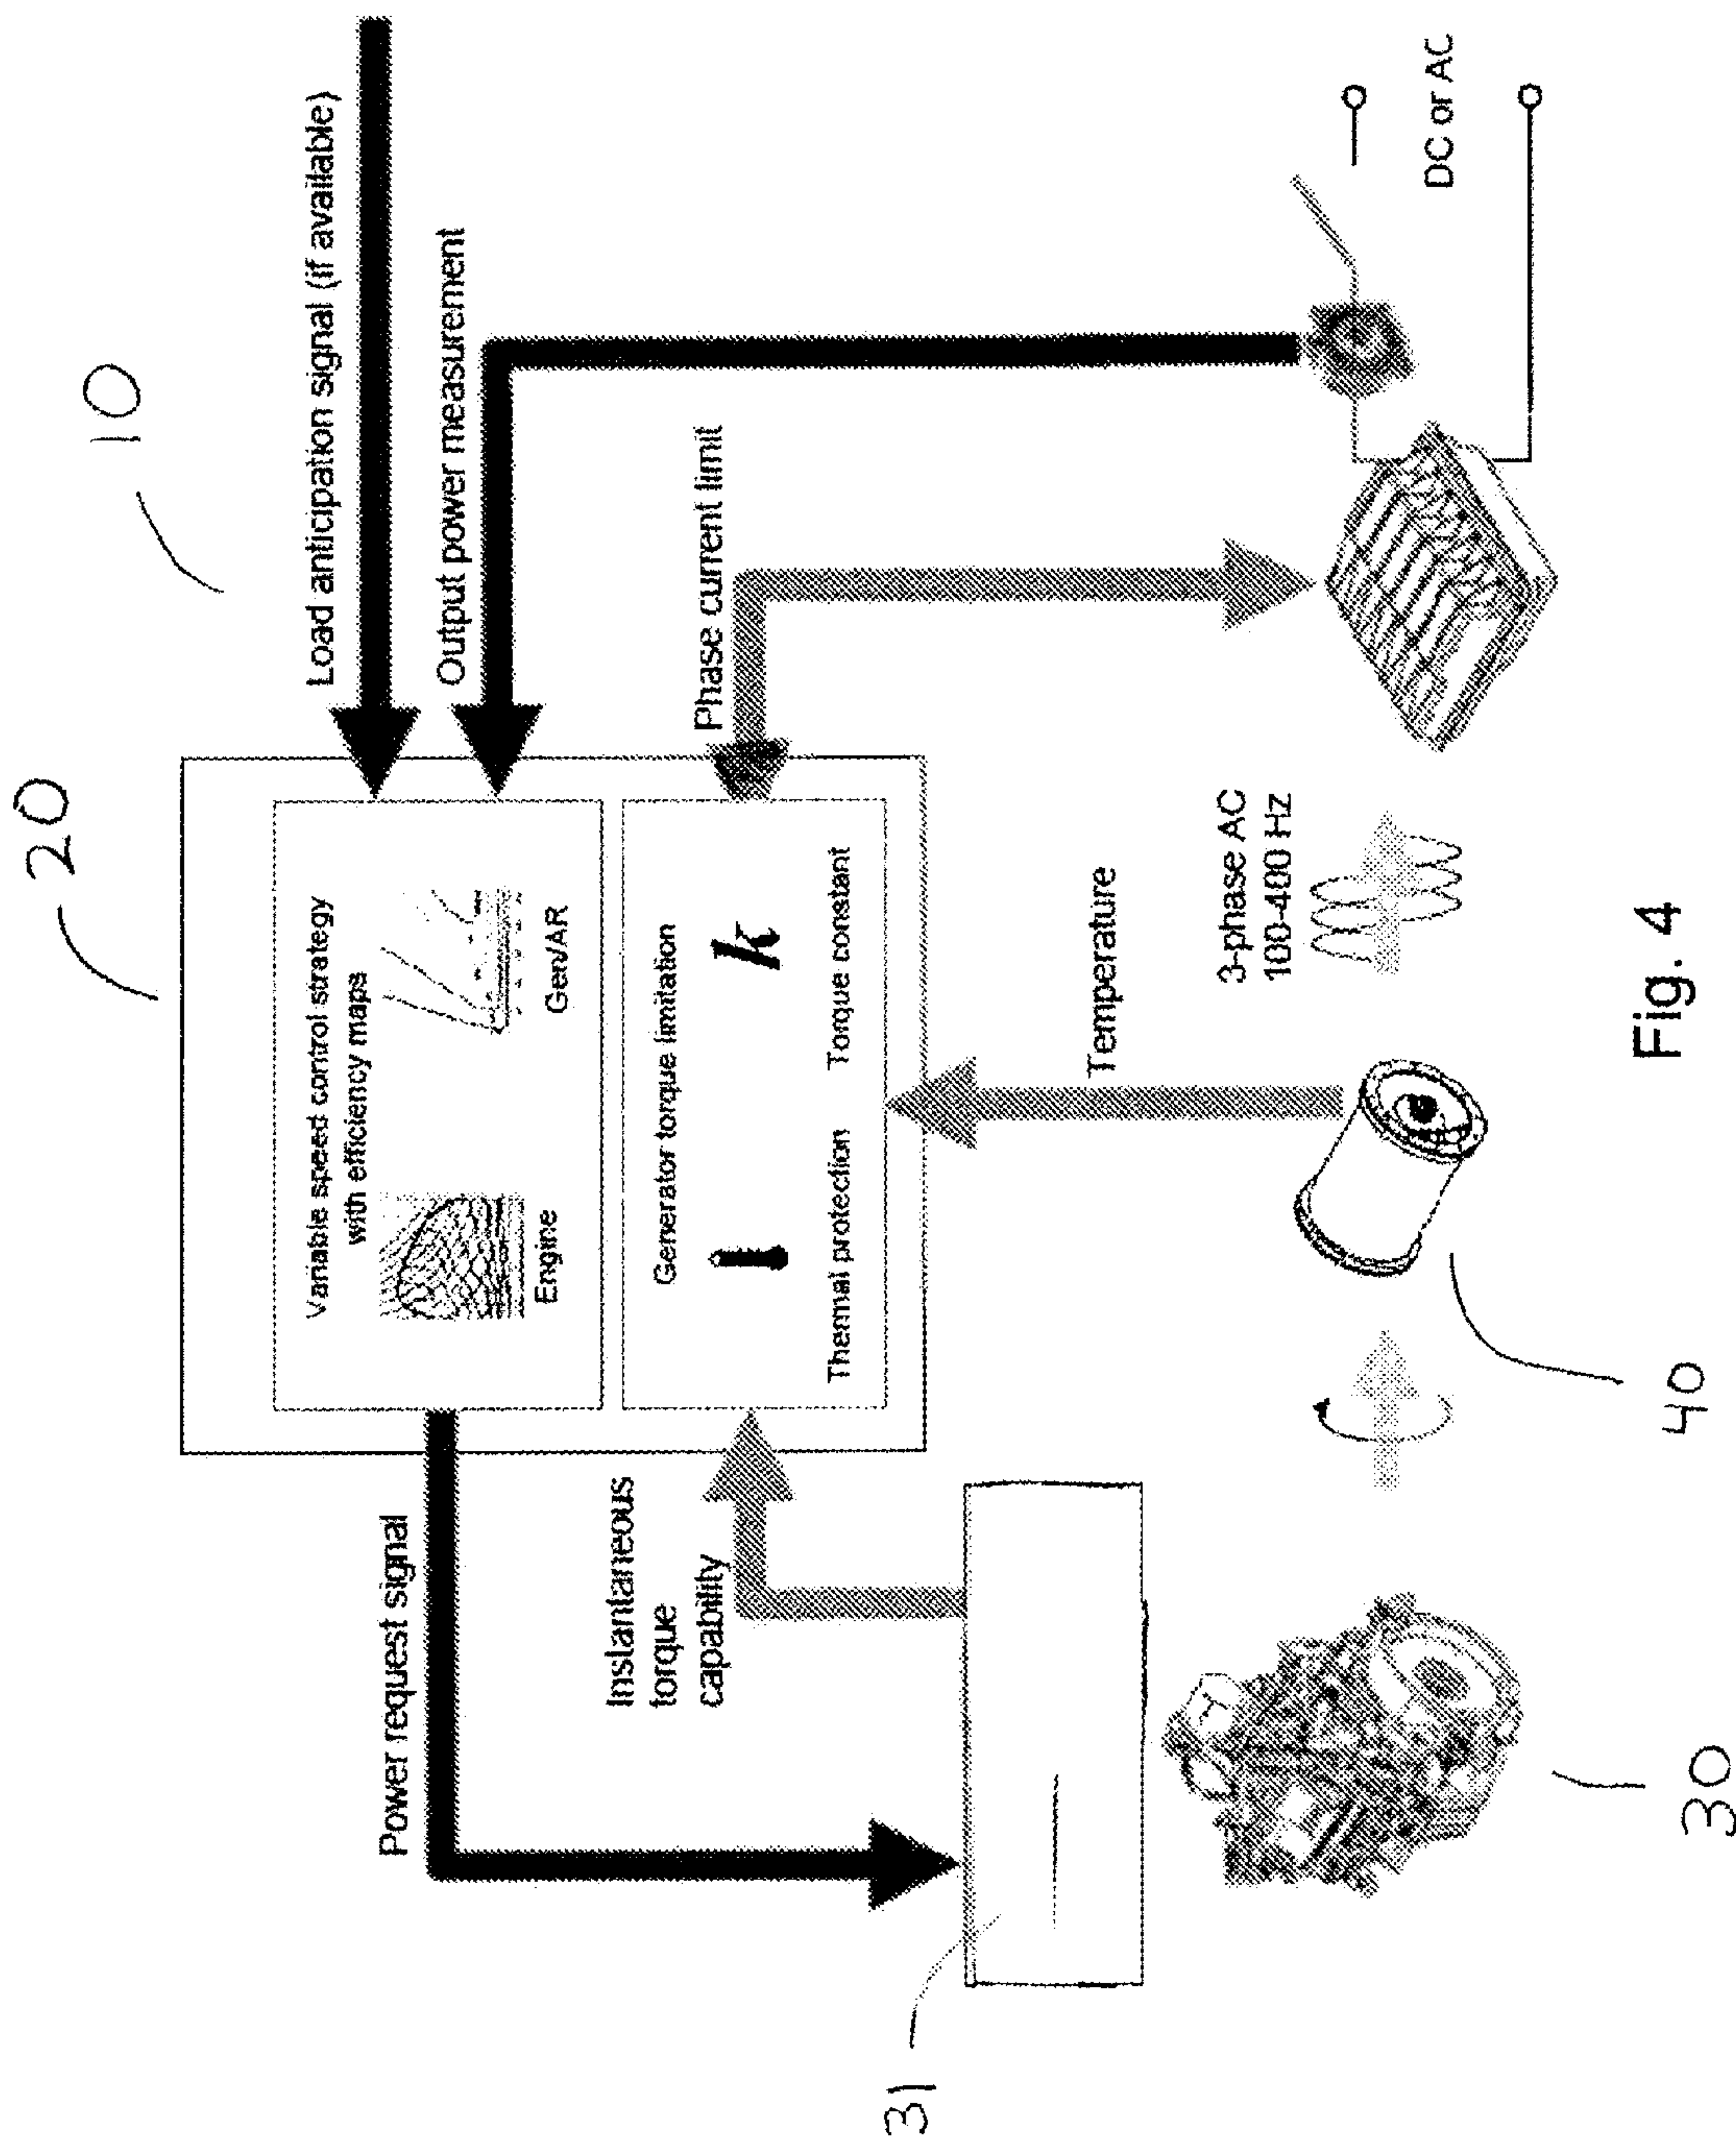 10
20
Load anticipation signal (if available)
Output power measurement
Power request signal
Variable speed control strategy
with efficiency maps
Engine
Gen/AR
Phase current limit
Instantaneous
torque
capability
Generator torque limitation
k
Thermal protection
Torque constant
31
Temperature
3-phase AC
100-400 Hz
DC or AC
30
40
Fig. 4